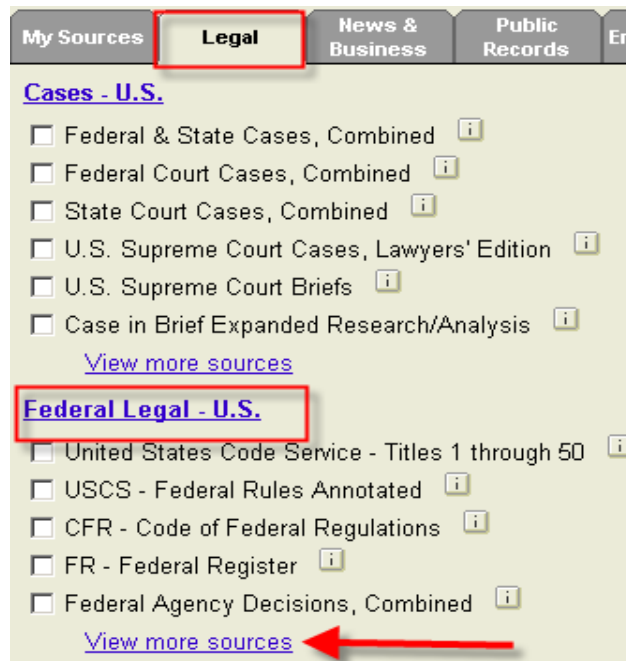 My Sources Legal News & Business Public Records
Cases - U.S.
Federal & State Cases, Combined i
Federal Court Cases, Combined i
State Court Cases, Combined i
U.S. Supreme Court Cases, Lawyers' Edition i
U.S. Supreme Court Briefs i
Case in Brief Expanded Research/Analysis i
View more sources
Federal Legal - U.S.
United States Code Service - Titles 1 through 50 i
USCS - Federal Rules Annotated i
CFR - Code of Federal Regulations i
FR - Federal Register i
Federal Agency Decisions, Combined i
View more sources